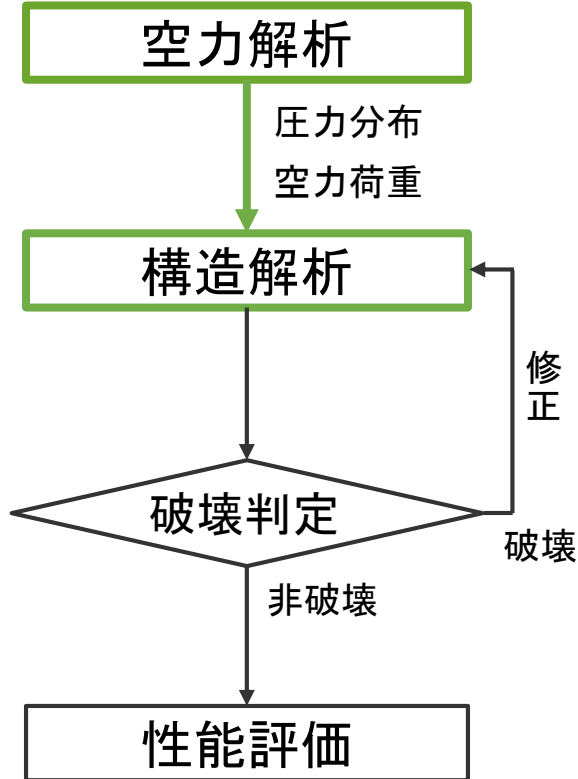 空力解析
圧力分布
空力荷重
構造解析
修正
破壊判定
破壊
非破壊
性能評価